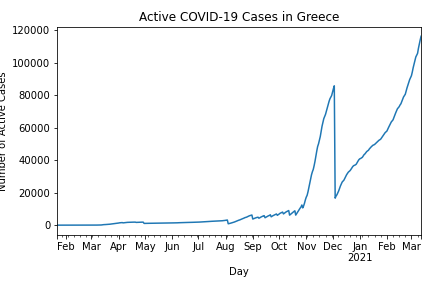 Active COVID-19 Cases in Greece
Number of Active Cases
120000
100000
80000
60000
40000
20000
0
Feb Mar Apr May Jun Jul Aug Sep Oct Nov Dec Jan Feb Mar
2021
Day